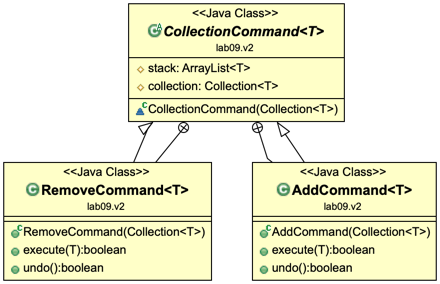 <<Java Class>>
CollectionCommand<T>
lab09.v2
stack: ArrayList<T>
collection: Collection<T>
CollectionCommand(Collection<T>)
<<Java Class>>
RemoveCommand<T>
lab09.v2
RemoveCommand(Collection<T>)
execute(T):boolean
undo():boolean
<<Java Class>>
AddCommand<T>
lab09.v2
AddCommand(Collection<T>)
execute(T):boolean
undo():boolean